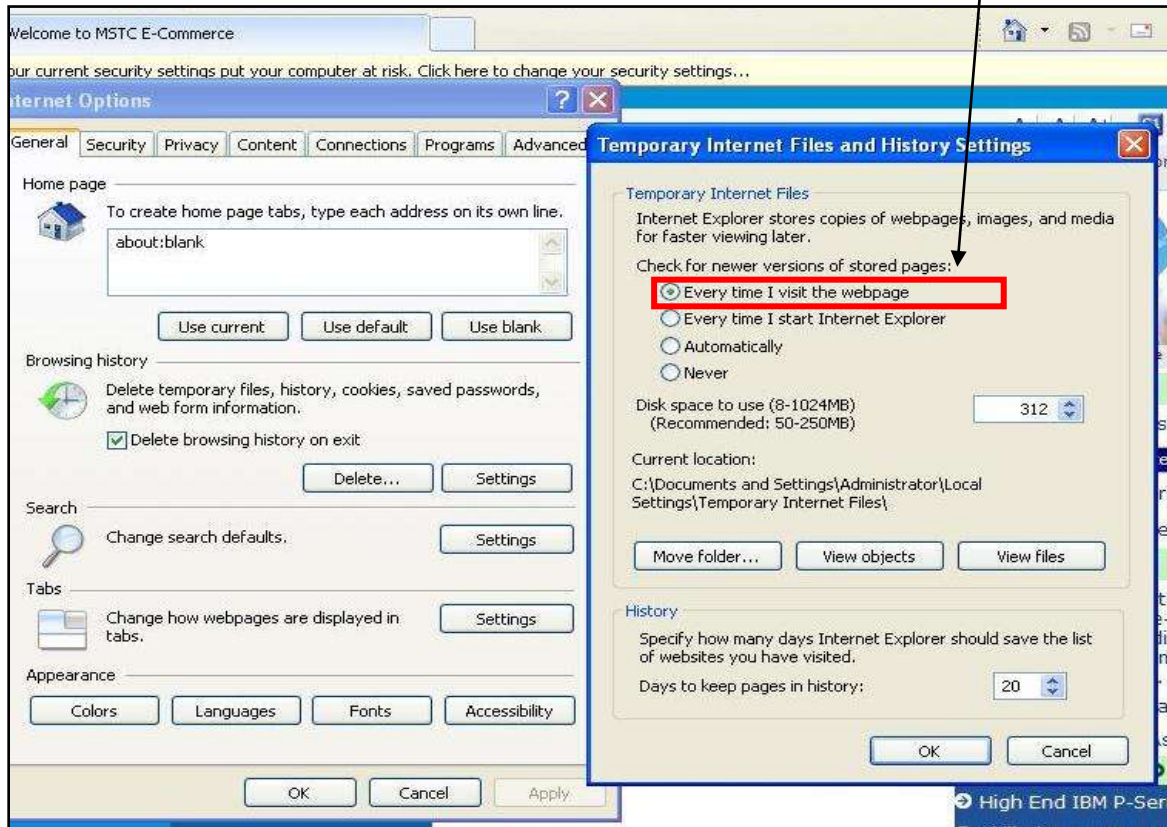 Welcome to MSTC E-Commerce
our current security settings put your computer at risk. Click here to change your security settings...
ternet Options
General Security Privacy Content Connections Programs Advanced
Home page
To create home page tabs, type each address on its own line.
about:blank
Use current Use default Use blank
Browsing history
Delete temporary files, history, cookies, saved passwords,
and web form information.
Delete browsing history on exit
Delete... Settings
Search
Change search defaults.
Settings
Tabs
Change how webpages are displayed in
tabs.
Settings
Appearance
Colors Languages Fonts Accessibility
OK Cancel Apply
Temporary Internet Files and History Settings
Temporary Internet Files
Internet Explorer stores copies of webpages, images, and media
for faster viewing later.
Check for newer versions of stored pages:
Every time I visit the webpage
Every time I start Internet Explorer
Automatically
Never
Disk space to use (8-1024MB)
(Recommended: 50-250MB)
312
Current location:
C:\Documents and Settings\Administrator\Local
Settings\Temporary Internet Files\
Move folder... View objects View files
History
Specify how many days Internet Explorer should save the list
of websites you have visited.
Days to keep pages in history:
20
OK Cancel
High End IBM P-Ser